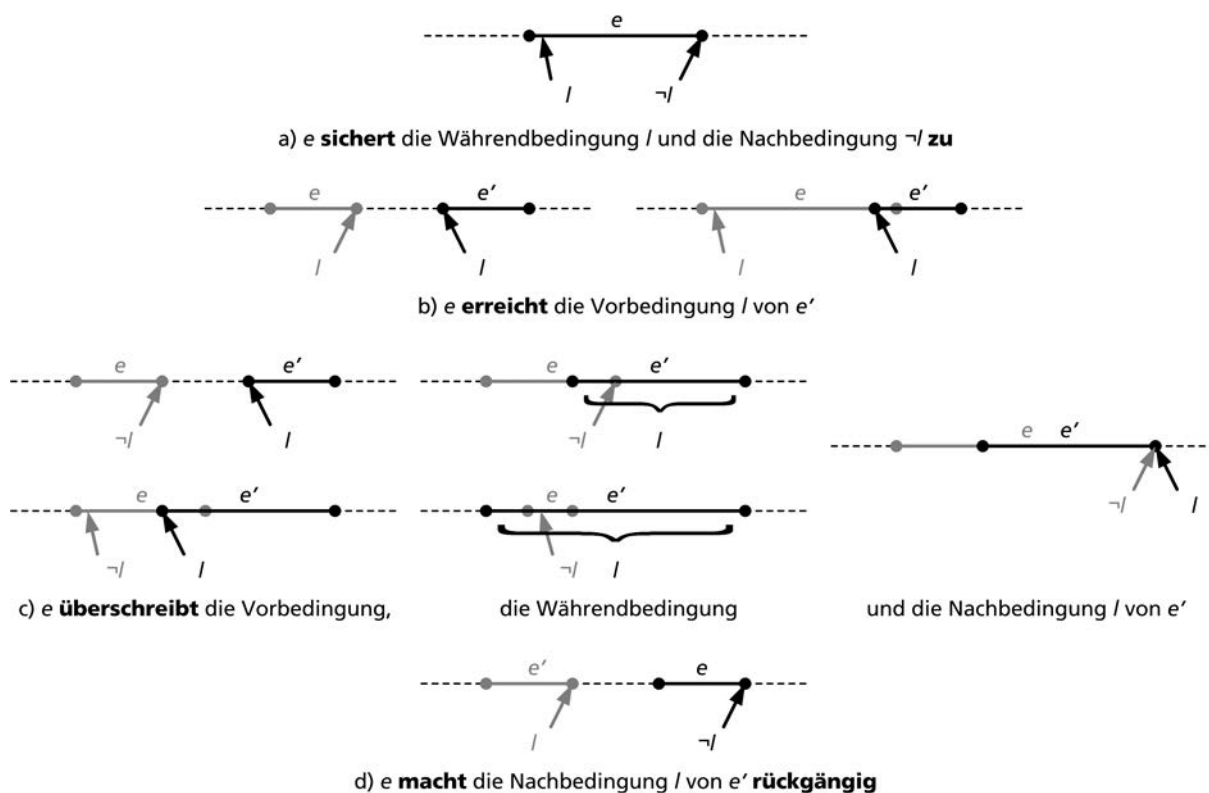 e
l ¬l
a) e sichert die Währendbedingung l und die Nachbedingung ¬l zu
e e′ e e′
l l l l
b) e erreicht die Vorbedingung l von e′
e e′ e e′
¬l l ¬l l
e e′
¬l l
e e′ e e′
¬l l ¬l l
c) e überschreibt die Vorbedingung, die Währendbedingung und die Nachbedingung l von e′
e′ e
l ¬l
d) e macht die Nachbedingung l von e′ rückgängig